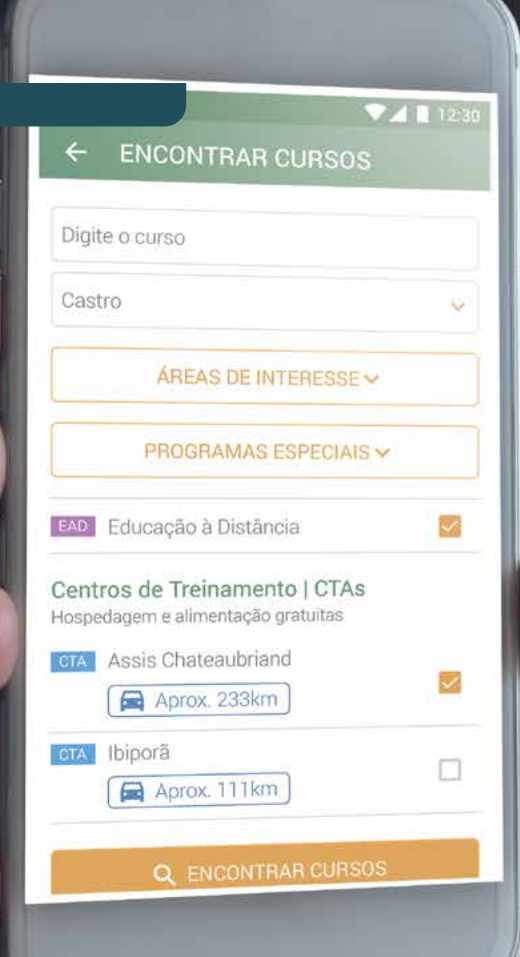 12:30
ENCONTRAR CURSOS
Digite o curso
Castro
ÁREAS DE INTERESSE
PROGRAMAS ESPECIAIS
EAD Educação à Distância
Centros de Treinamento | CTAs
Hospedagem e alimentação gratuitas
CTA Assis Chateaubriand
Aprox. 233km
CTA Ibiporã
Aprox. 111km
ENCONTRAR CURSOS